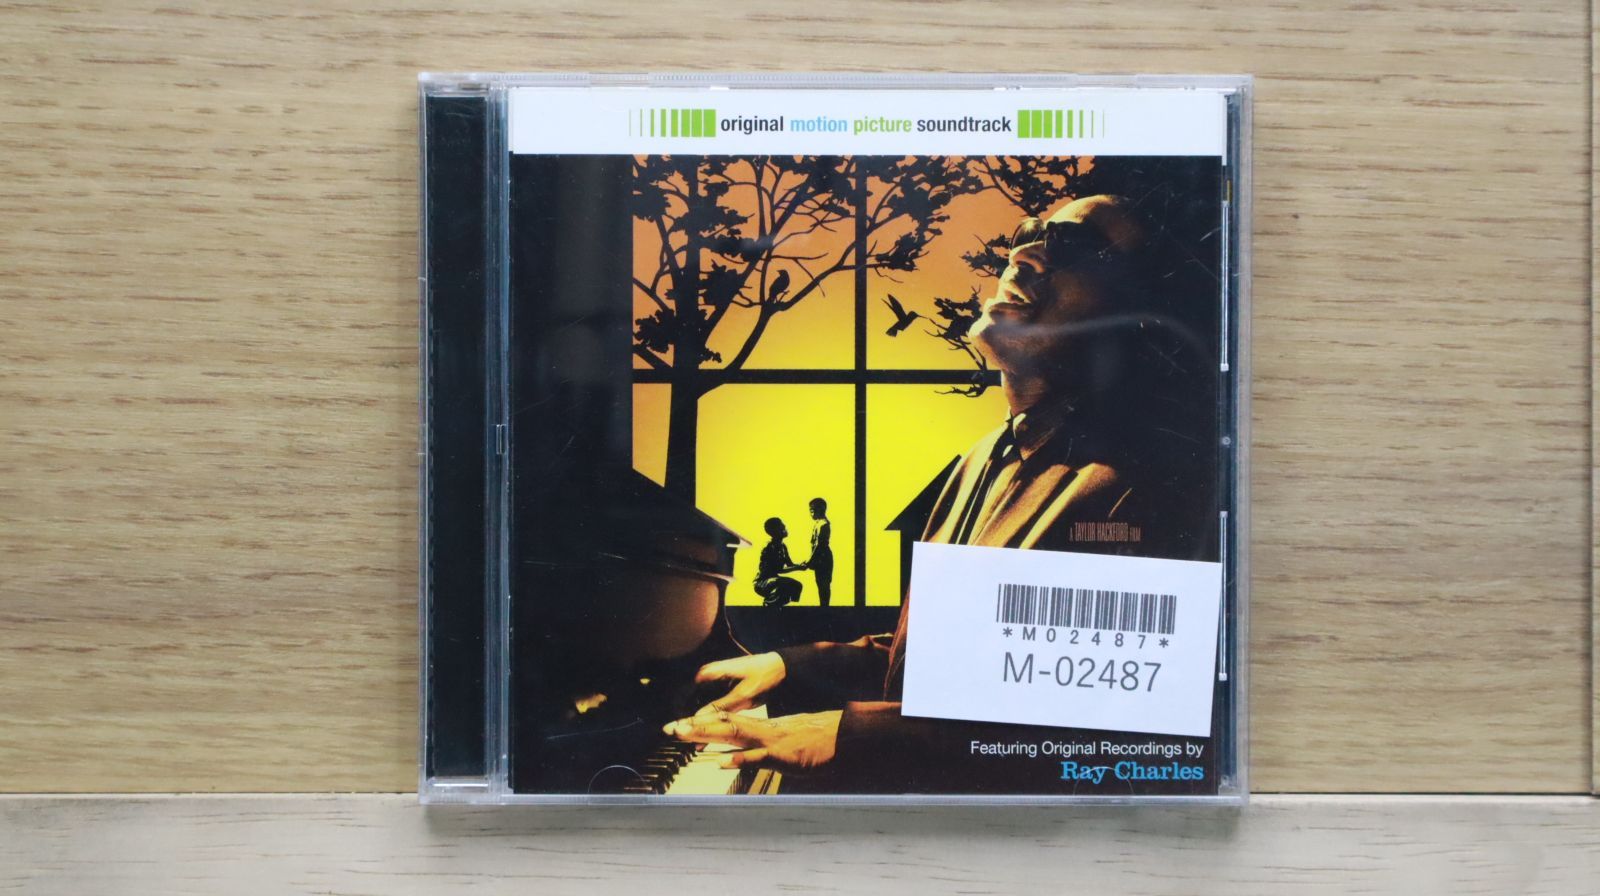 original motion picture soundtrack
A TAYLOR HACKFORD FILM
*M02487*
M-02487
Featuring Original Recordings by
Ray Charles